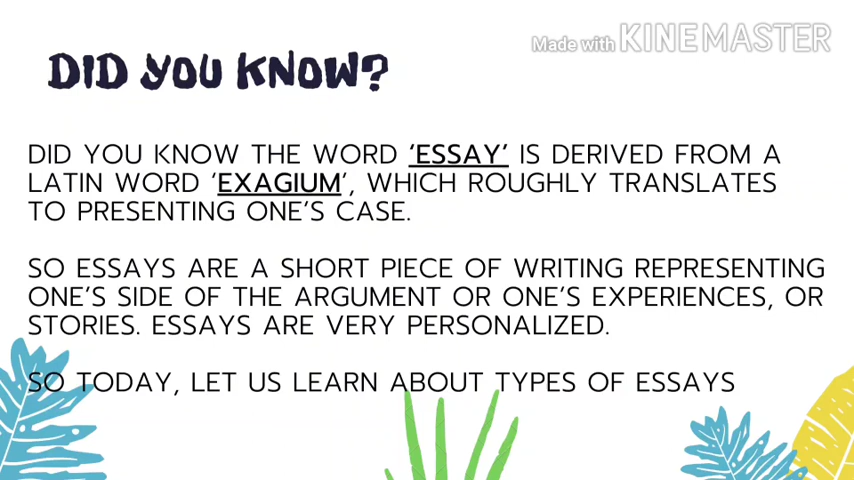 Made with KINEMASTER
DID YOU KNOW?
DID YOU KNOW THE WORD ‘ESSAY’ IS DERIVED FROM A
LATIN WORD ‘EXAGIUM’, WHICH ROUGHLY TRANSLATES
TO PRESENTING ONE’S CASE.
SO ESSAYS ARE A SHORT PIECE OF WRITING REPRESENTING
ONE’S SIDE OF THE ARGUMENT OR ONE’S EXPERIENCES, OR
STORIES. ESSAYS ARE VERY PERSONALIZED.
SO TODAY, LET US LEARN ABOUT TYPES OF ESSAYS